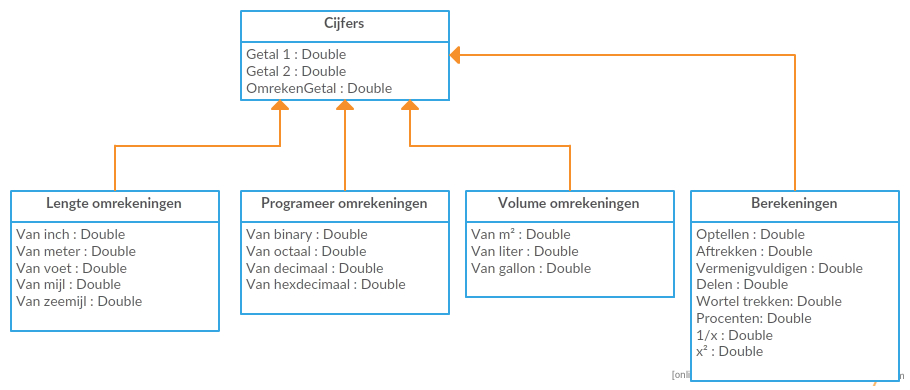 Cijfers
Getal 1 : Double
Getal 2 : Double
OmrekenGetal : Double
Lengte omrekeningen
Van inch : Double
Van meter : Double
Van voet : Double
Van mijl : Double
Van zeemijl : Double
Programeer omrekeningen
Van binary : Double
Van octaal : Double
Van decimaal : Double
Van hexdecimaal : Double
Volume omrekeningen
Van m² : Double
Van liter : Double
Van gallon : Double
Berekeningen
Optellen : Double
Aftrekken : Double
Vermenigvuldigen : Double
Delen : Double
Wortel trekken: Double
Procenten: Double
1/x : Double
x² : Double